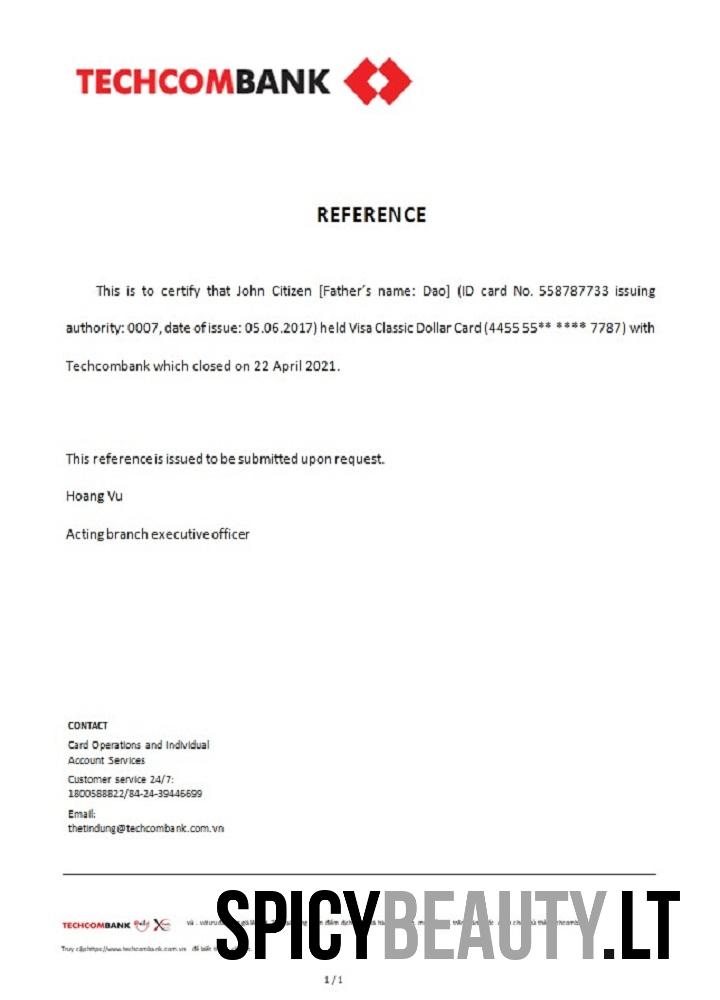 TECHCOMBANK
REFERENCE
This is to certify that John Citizen [Father's name: Dao] (ID card No. 558787733 issuing
authority: 0007, date of issue: 05.06.2017) held Visa Classic Dollar Card (4455 55** **** 7787) with
Techcombank which closed on 22 April 2021.
This reference is issued to be submitted upon request.
Hoang Vu
Acting branch executive officer
CONTACT
Card Operations and Individual
Account Services
Customer service 24/7:
1800588822/84-24-39446699
Email:
thetindung@techcombank.com.vn
TECHCOMBANK
Truy cập https://www.techcombank.com.vn để biết
SPICYBEAUTY.LT
1/1